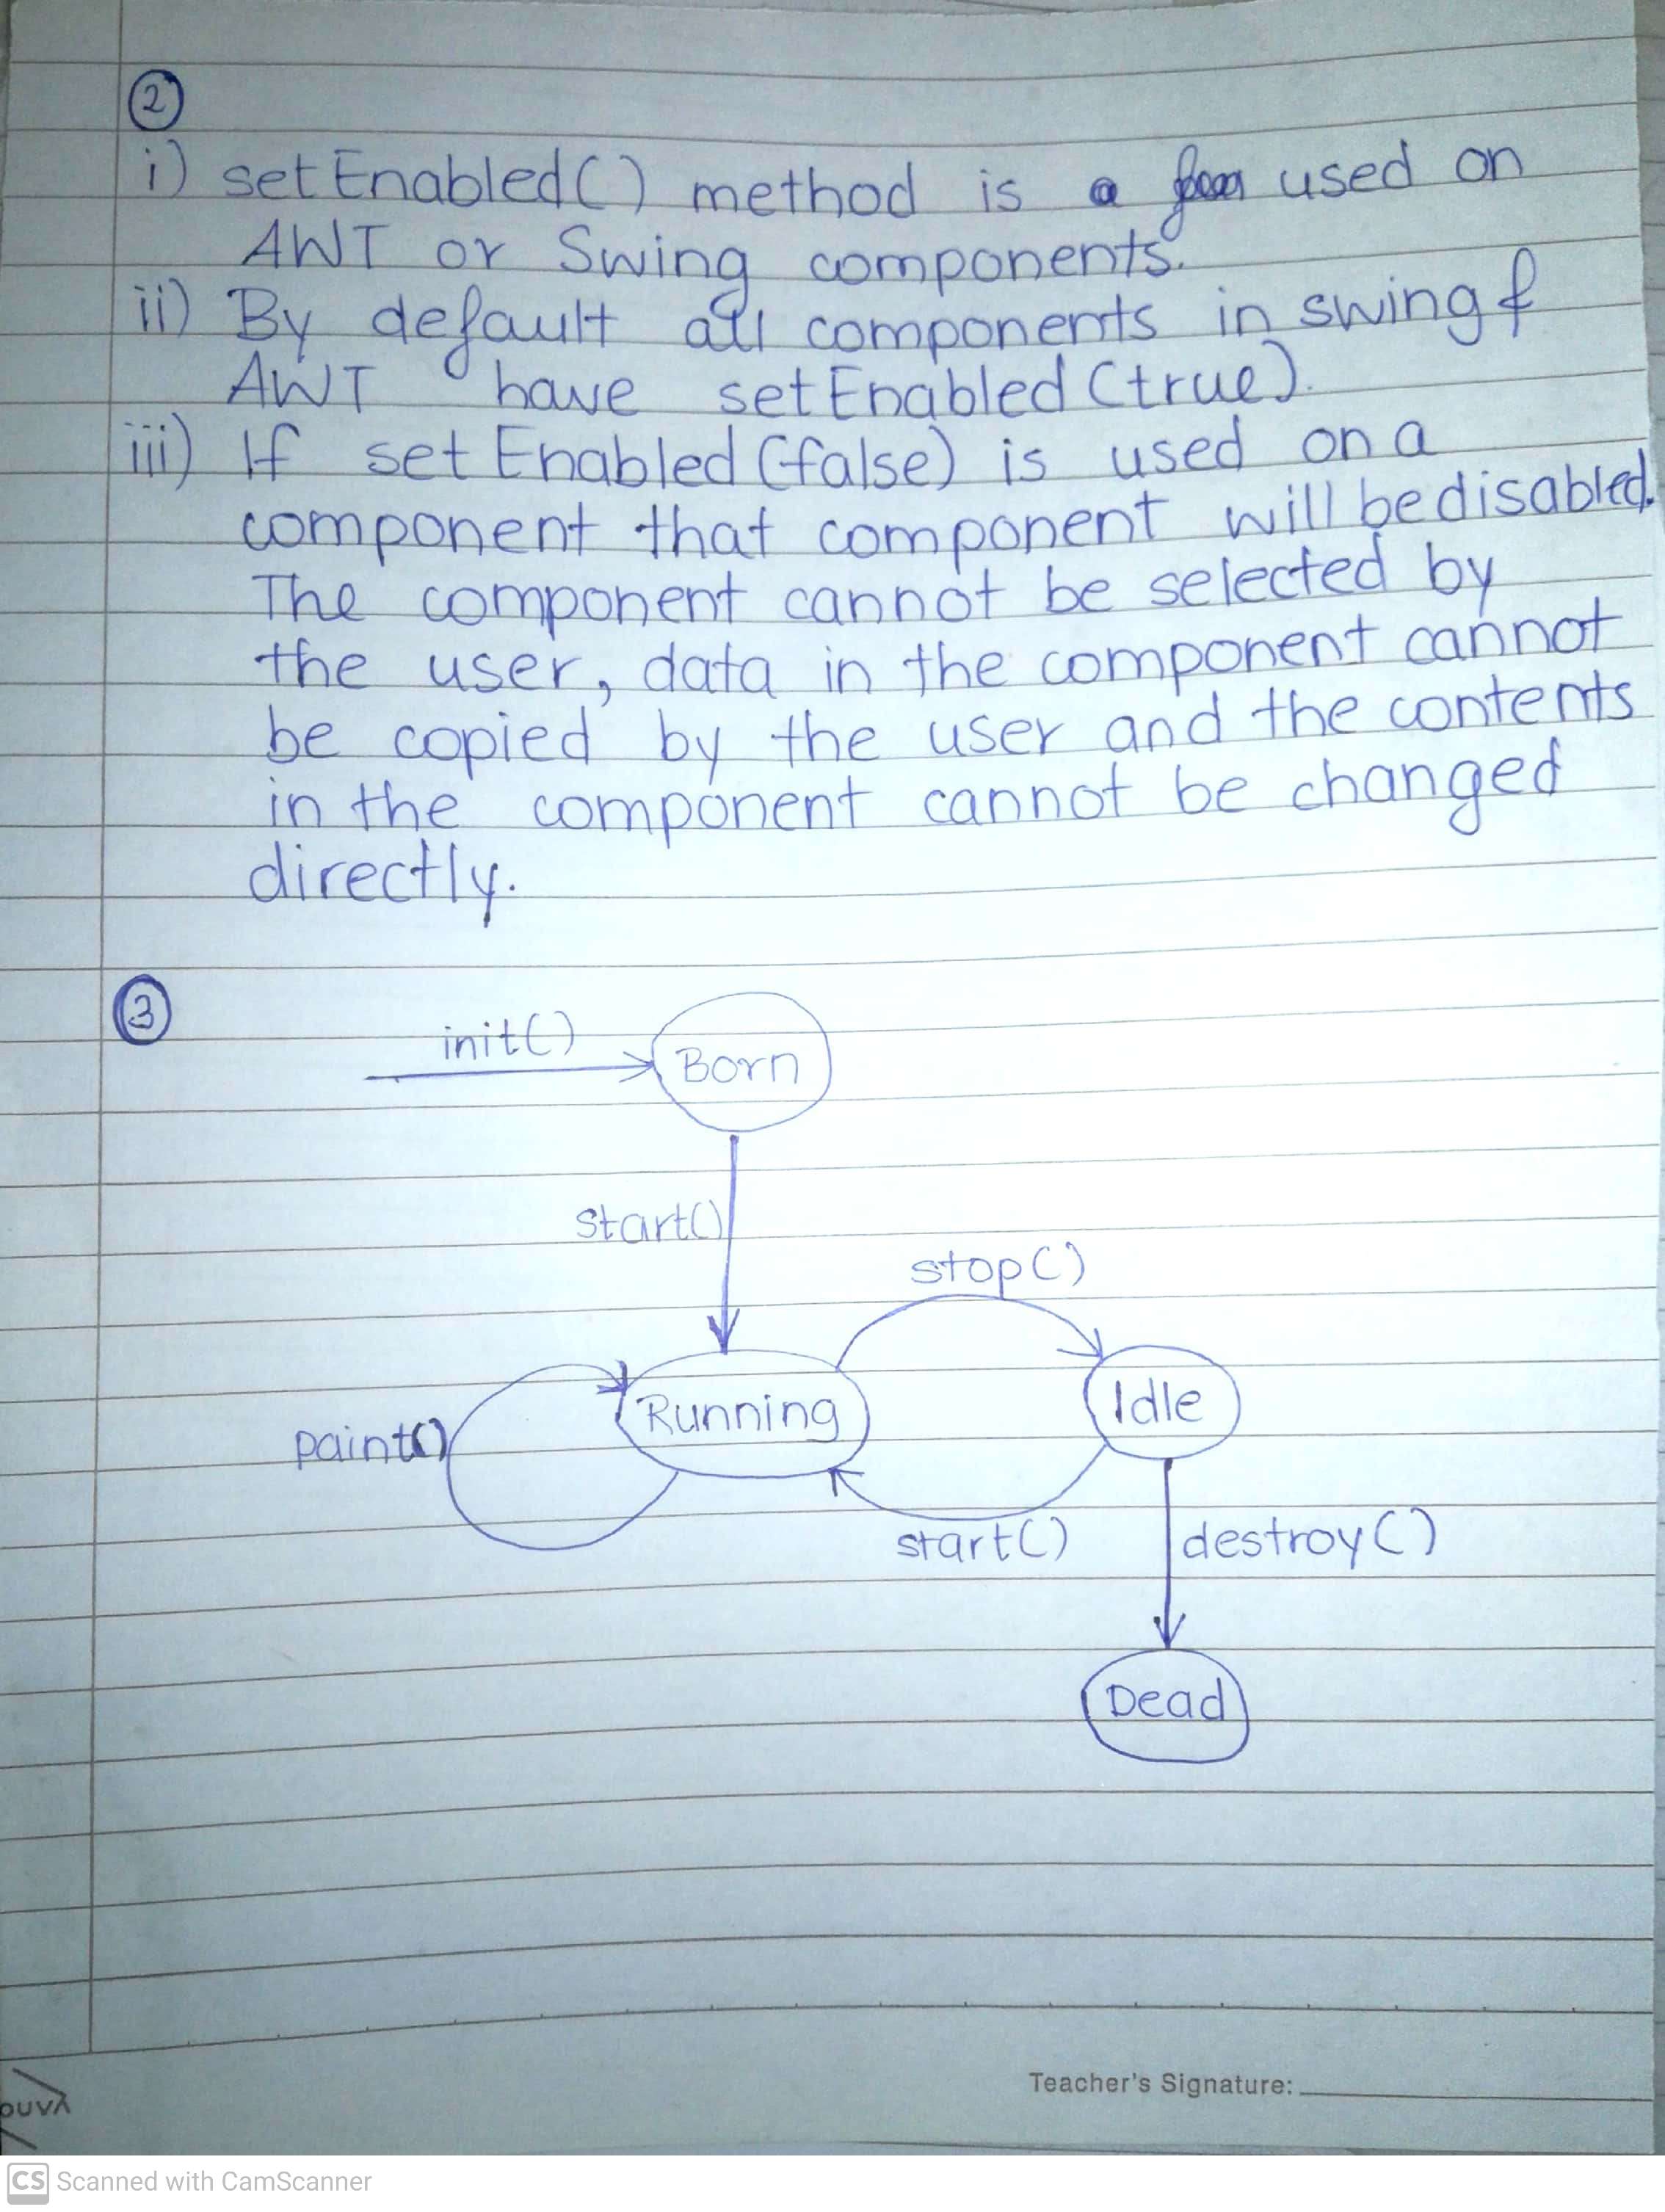 2
i) setEnabled() method is a used on
AWT or Swing components.
ii) By default all components in swing &
AWT have setEnabled (true).
iii) If setEnabled (false) is used on a
component that component will be disabled.
The component cannot be selected by
the user, data in the component cannot
be copied by the user and the contents
in the component cannot be changed
directly.
3
init()
Born
start()
stop()
Running
Idle
paint()
start()
destroy()
Dead
Teacher's Signature:
CS Scanned with CamScanner